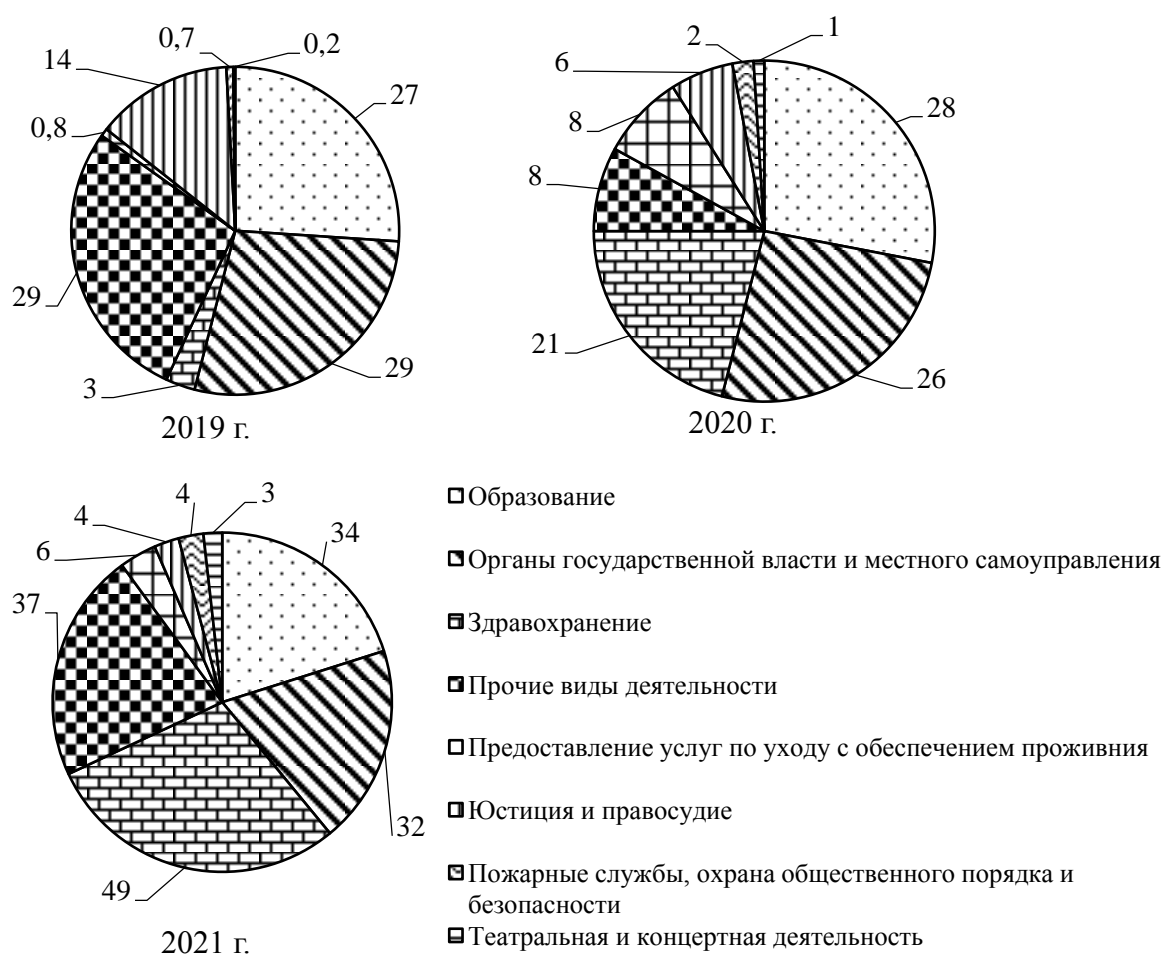 0,7
0,2
14
27
0,8
29
3
29
2019 г.
2
1
6
28
8
8
21
26
2020 г.
4
3
4
34
6
37
32
49
2021 г.
Образование
Органы государственной власти и местного самоуправления
Здравохранение
Прочие виды деятельности
Предоставление услуг по уходу с обеспечением проживния
Юстиция и правосудие
Пожарные службы, охрана общественного порядка и
безопасности
Театральная и концертная деятельность